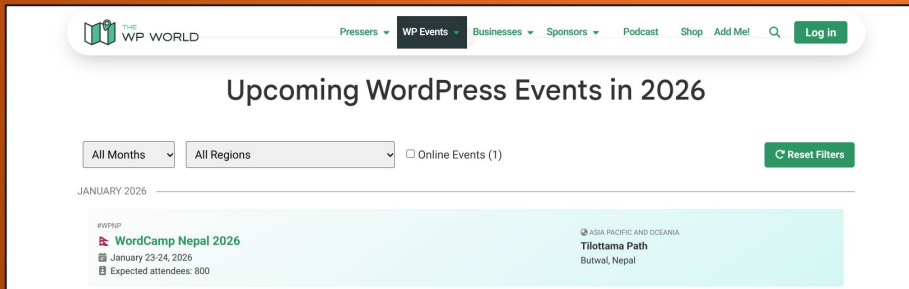 THE
WP WORLD
Pressers WP Events Businesses Sponsors Podcast Shop Add Me! Log in
Upcoming WordPress Events in 2026
All Months All Regions Online Events (1) Reset Filters
JANUARY 2026
#WPNP
WordCamp Nepal 2026
January 23-24, 2026
Expected attendees: 800
ASIA PACIFIC AND OCEANIA
Tilottama Path
Butwal, Nepal